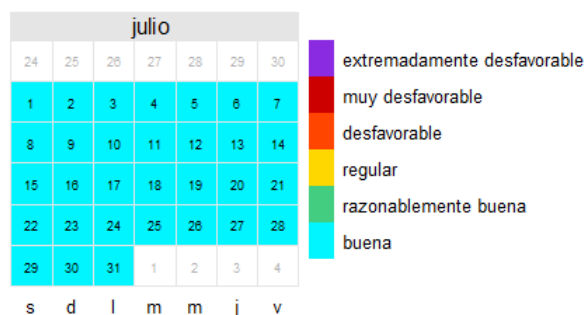 julio
24 25 26 27 28 29 30
1 2 3 4 5 6 7
8 9 10 11 12 13 14
15 16 17 18 19 20 21
22 23 24 25 26 27 28
29 30 31 1 2 3 4
s d l m m j v
extremadamente desfavorable
muy desfavorable
desfavorable
regular
razonablemente buena
buena